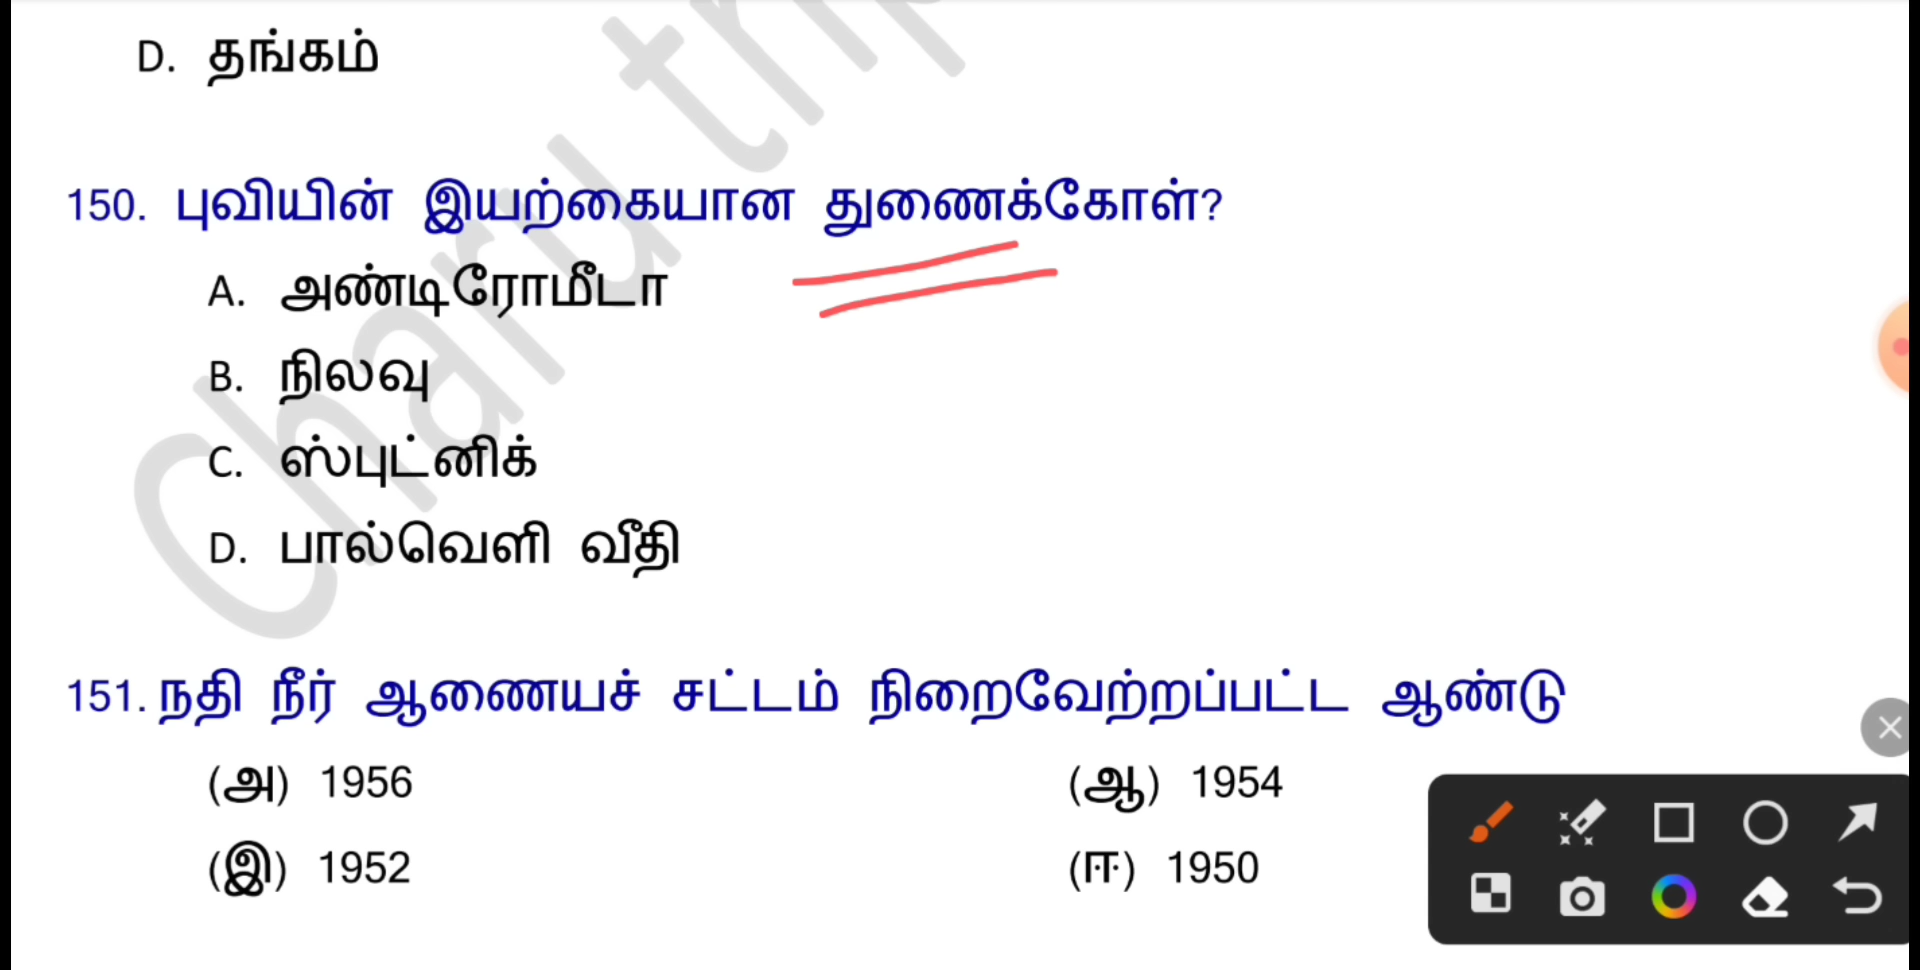 D. தங்கம்
150. புவியின் இயற்கையான துணைக்கோள்?
A. அண்டிரோமீடா
B. நிலவு
C. ஸ்புட்னிக்
D. பால்வெளி வீதி
151. நதி நீர் ஆணையச் சட்டம் நிறைவேற்றப்பட்ட ஆண்டு
(அ) 1956 (ஆ) 1954
(இ) 1952 (ஈ) 1950
Charu